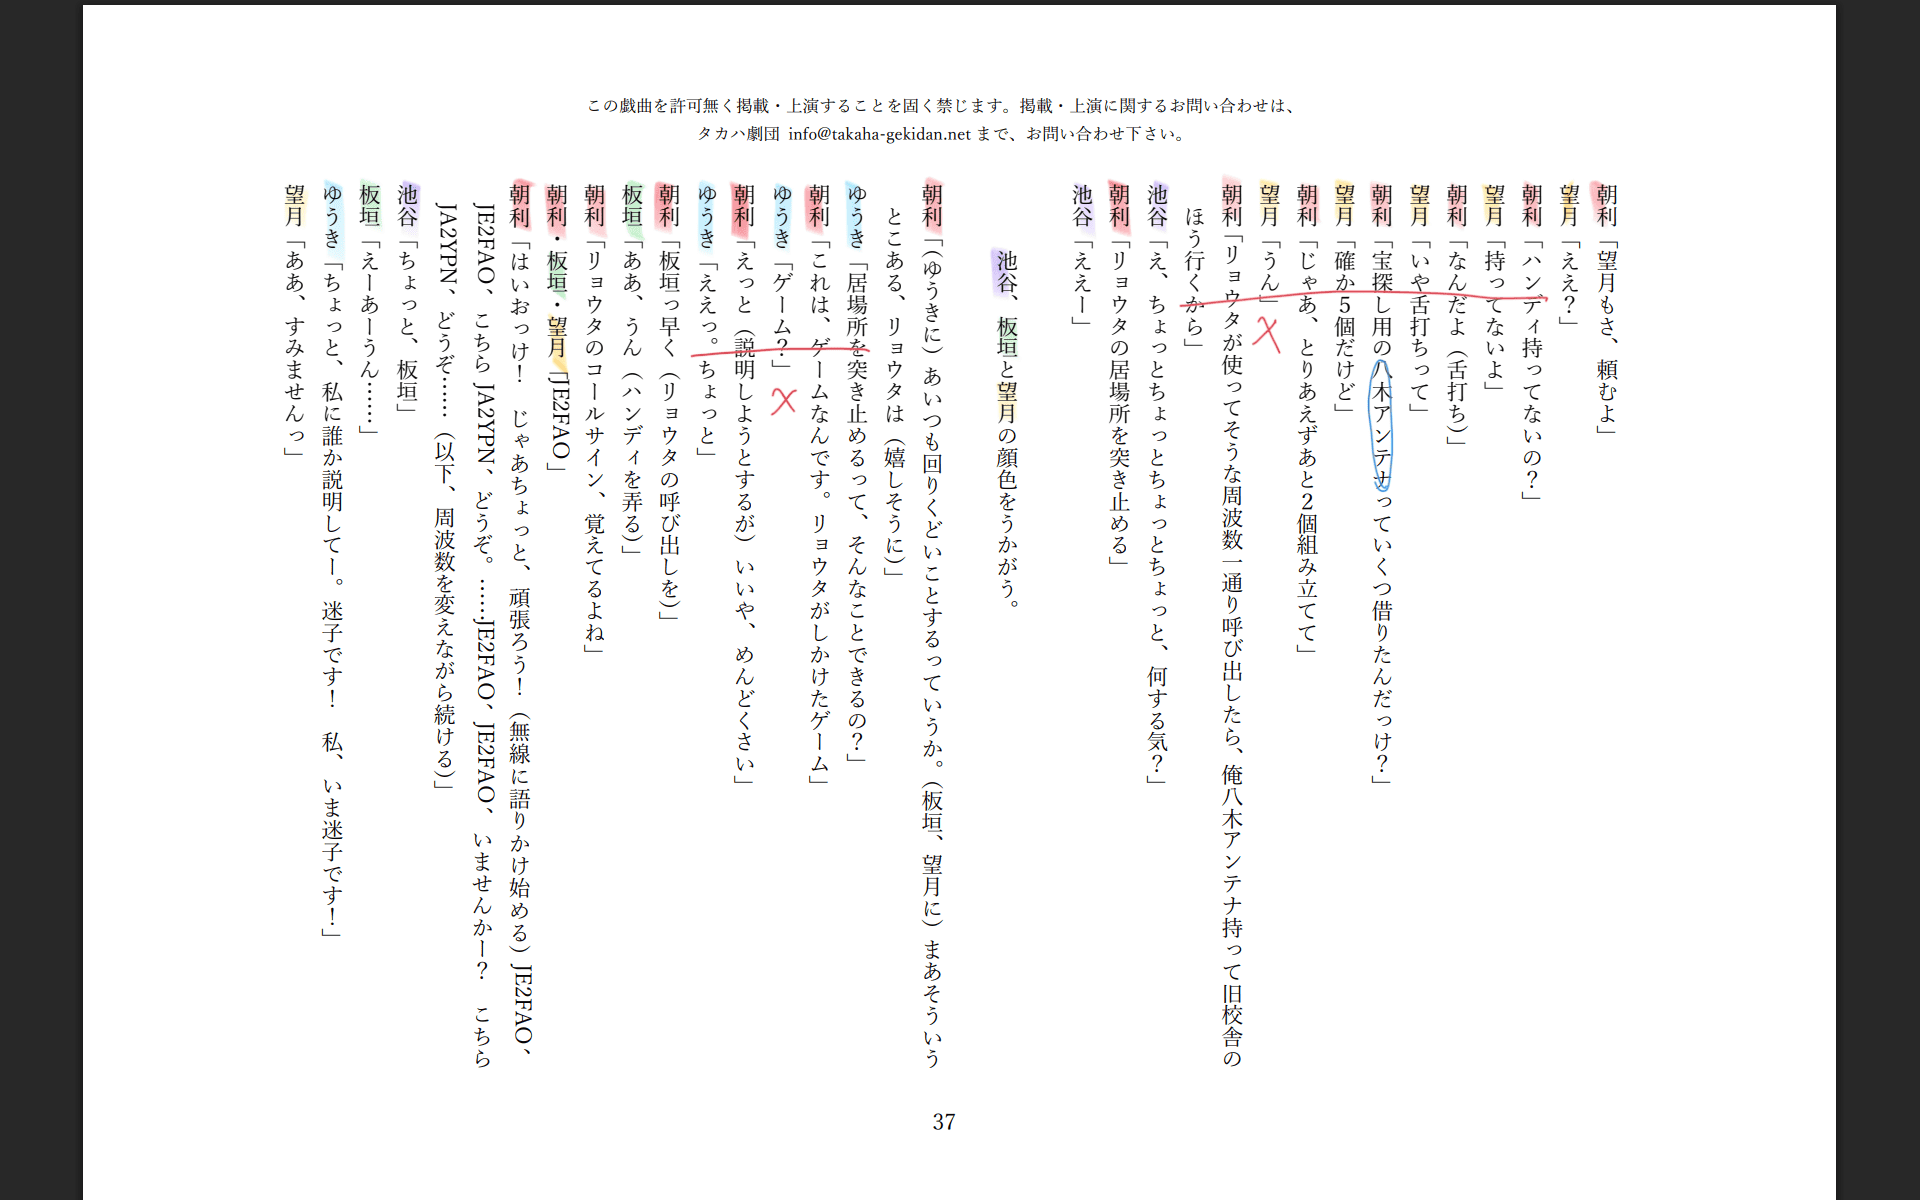 この戯曲を許可無く掲載・上演することを固く禁じます。掲載・上演に関するお問い合わせは、
タカハ劇団 info@takaha-gekidan.net まで、お問い合わせ下さい。
朝利「望月もさ、頼むよ」
望月「ええ？」
朝利「ハンディ持ってないの？」
望月「持ってないよ」
朝利「なんだよ（舌打ち）」
望月「いや舌打ちって」
朝利「宝探し用の八木アンテナっていくつ借りたんだっけ？」
望月「確か５個だけど」
朝利「じゃあ、とりあえずあと２個組み立てて」
望月「うん」
朝利「リョウタが使ってそうな周波数一通り呼び出したら、俺八木アンテナ持って旧校舎の
ほう行くから」
池谷「え、ちょっとちょっとちょっとちょっと、何する気？」
朝利「リョウタの居場所を突き止める」
池谷「ええー」
池谷、板垣と望月の顔色をうかがう。
朝利「（ゆうきに）あいつも回りくどいことするっていうか。（板垣、望月に）まあそういう
とこある、リョウタは（嬉しそうに）」
ゆうき「居場所を突き止めるって、そんなことできるの？」
朝利「これは、ゲームなんです。リョウタがしかけたゲーム」
ゆうき「ゲーム？」
朝利「えっと（説明しようとするが）いいや、めんどくさい」
ゆうき「ええっ。ちょっと」
朝利「板垣っ早く（リョウタの呼び出しを）」
板垣「ああ、うん（ハンディを弄る）」
朝利「リョウタのコールサイン、覚えてるよね」
朝利・板垣・望月「JE2FAO」
朝利「はいおっけ！　じゃあちょっと、頑張ろう！（無線に語りかけ始める）JE2FAO、
JE2FAO、こちら JA2YPN、どうぞ。……JE2FAO、JE2FAO、いませんかー？　こちら
JA2YPN、どうぞ……（以下、周波数を変えながら続ける）」
池谷「ちょっと、板垣」
板垣「えーあーうん……」
ゆうき「ちょっと、私に誰か説明してー。迷子です！　私、いま迷子です！」
望月「ああ、すみませんっ」
37